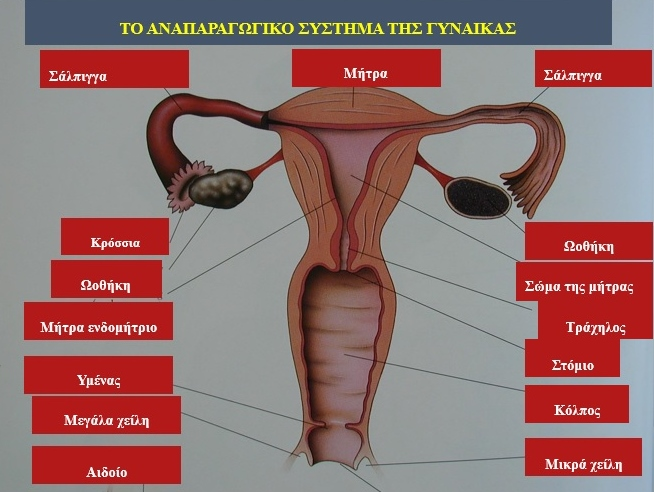 ΤΟ ΑΝΑΠΑΡΑΓΩΓΙΚΟ ΣΥΣΤΗΜΑ ΤΗΣ ΓΥΝΑΙΚΑΣ
Σάλπιγγα
Μήτρα
Σάλπιγγα
Κρόσσια
Ωοθήκη
Ωοθήκη
Σώμα της μήτρας
Μήτρα ενδομήτριο
Τράχηλος
Στόμιο
Υμένας
Κόλπος
Μεγάλα χείλη
Μικρά χείλη
Αιδοίο